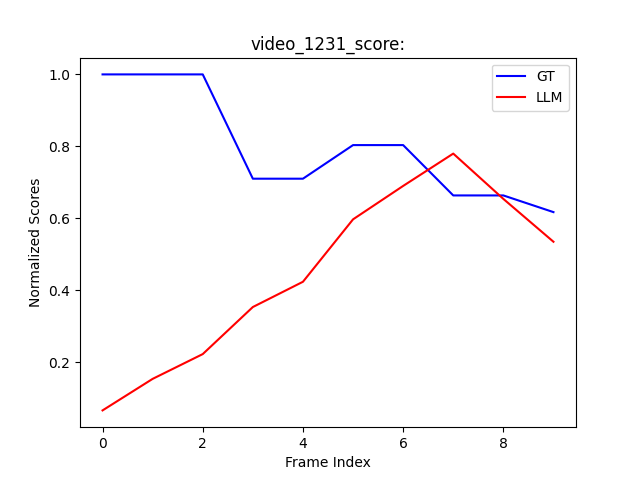 video_1231_score:
GT
LLM
1.0
0.8
0.6
0.4
0.2
Normalized Scores
0 2 4 6 8
Frame Index